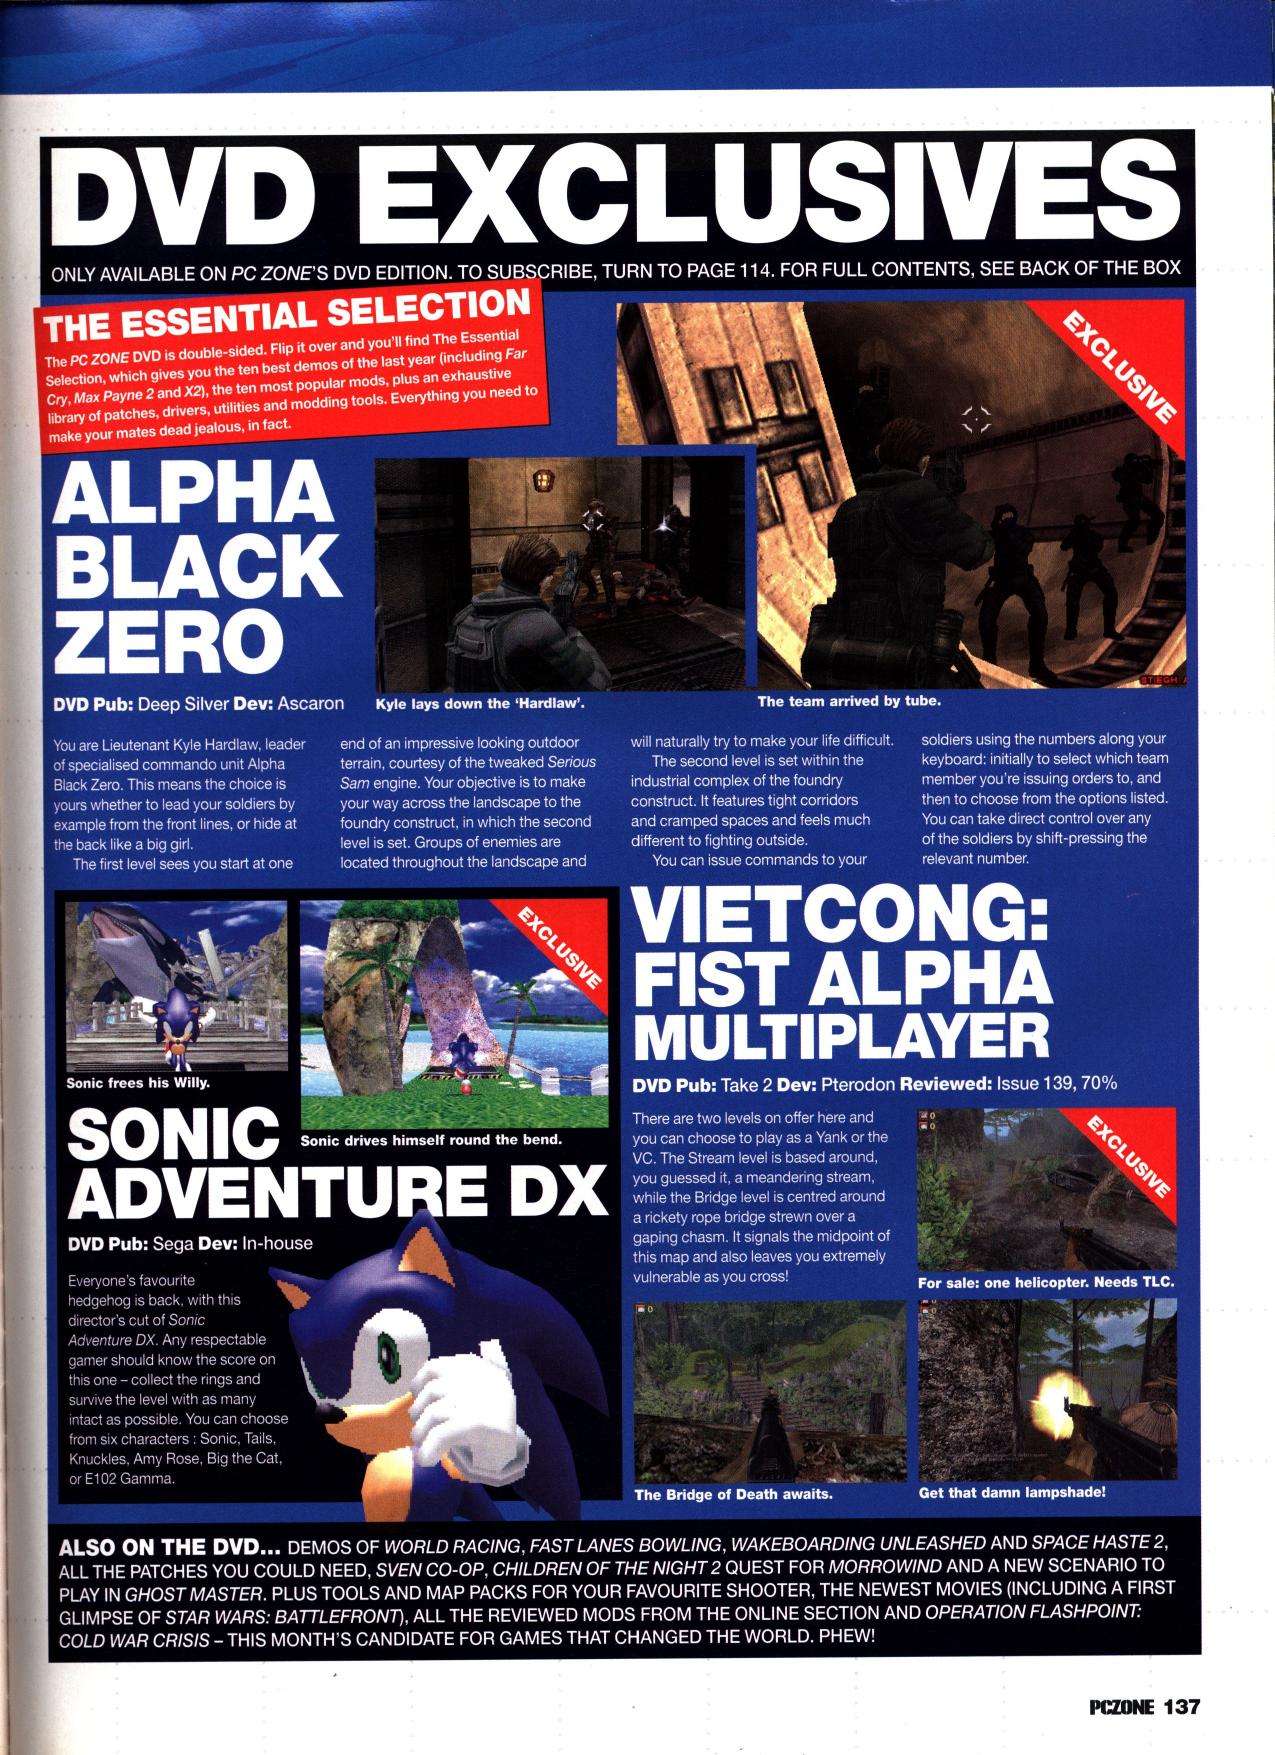 DVD EXCLUSIVES
ONLY AVAILABLE ON PC ZONE'S DVD EDITION. TO SUBSCRIBE, TURN TO PAGE 114. FOR FULL CONTENTS, SEE BACK OF THE BOX
THE ESSENTIAL SELECTION
The PC ZONE DVD is double-sided. Flip it over and you'll find The Essential
Selection, which gives you the ten best demos of the last year (including Far
Cry, Max Payne 2 and X2), the ten most popular mods, plus an exhaustive
library of patches, drivers, utilities and modding tools. Everything you need to
make your mates dead jealous, in fact.
EXCLUSIVE
ALPHA
BLACK
ZERO
DVD Pub: Deep Silver Dev: Ascaron
Kyle lays down the 'Hardlaw'.
The team arrived by tube.
You are Lieutenant Kyle Hardlaw, leader
of specialised commando unit Alpha
Black Zero. This means the choice is
yours whether to lead your soldiers by
example from the front lines, or hide at
the back like a big girl.
The first level sees you start at one
end of an impressive looking outdoor
terrain, courtesy of the tweaked Serious
Sam engine. Your objective is to make
your way across the landscape to the
foundry construct, in which the second
level is set. Groups of enemies are
located throughout the landscape and
will naturally try to make your life difficult.
The second level is set within the
industrial complex of the foundry
construct. It features tight corridors
and cramped spaces and feels much
different to fighting outside.
You can issue commands to your
soldiers using the numbers along your
keyboard: initially to select which team
member you're issuing orders to, and
then to choose from the options listed.
You can take direct control over any
of the soldiers by shift-pressing the
relevant number.
EXCLUSIVE
Sonic frees his Willy.
Sonic drives himself round the bend.
SONIC
ADVENTURE DX
DVD Pub: Sega Dev: In-house
Everyone's favourite
hedgehog is back, with this
director's cut of Sonic
Adventure DX. Any respectable
gamer should know the score on
this one – collect the rings and
survive the level with as many
intact as possible. You can choose
from six characters : Sonic, Tails,
Knuckles, Amy Rose, Big the Cat,
or E102 Gamma.
VIETCONG:
FIST ALPHA
MULTIPLAYER
DVD Pub: Take 2 Dev: Pterodon Reviewed: Issue 139, 70%
There are two levels on offer here and
you can choose to play as a Yank or the
VC. The Stream level is based around,
you guessed it, a meandering stream,
while the Bridge level is centred around
a rickety rope bridge strewn over a
gaping chasm. It signals the midpoint of
this map and also leaves you extremely
vulnerable as you cross!
0
0
EXCLUSIVE
For sale: one helicopter. Needs TLC.
0
The Bridge of Death awaits.
0
Get that damn lampshade!
ALSO ON THE DVD... DEMOS OF WORLD RACING, FAST LANES BOWLING, WAKEBOARDING UNLEASHED AND SPACE HASTE 2,
ALL THE PATCHES YOU COULD NEED, SVEN CO-OP, CHILDREN OF THE NIGHT 2 QUEST FOR MORROWIND AND A NEW SCENARIO TO
PLAY IN GHOST MASTER. PLUS TOOLS AND MAP PACKS FOR YOUR FAVOURITE SHOOTER, THE NEWEST MOVIES (INCLUDING A FIRST
GLIMPSE OF STAR WARS: BATTLEFRONT), ALL THE REVIEWED MODS FROM THE ONLINE SECTION AND OPERATION FLASHPOINT:
COLD WAR CRISIS – THIS MONTH'S CANDIDATE FOR GAMES THAT CHANGED THE WORLD. PHEW!
PCZONE 137